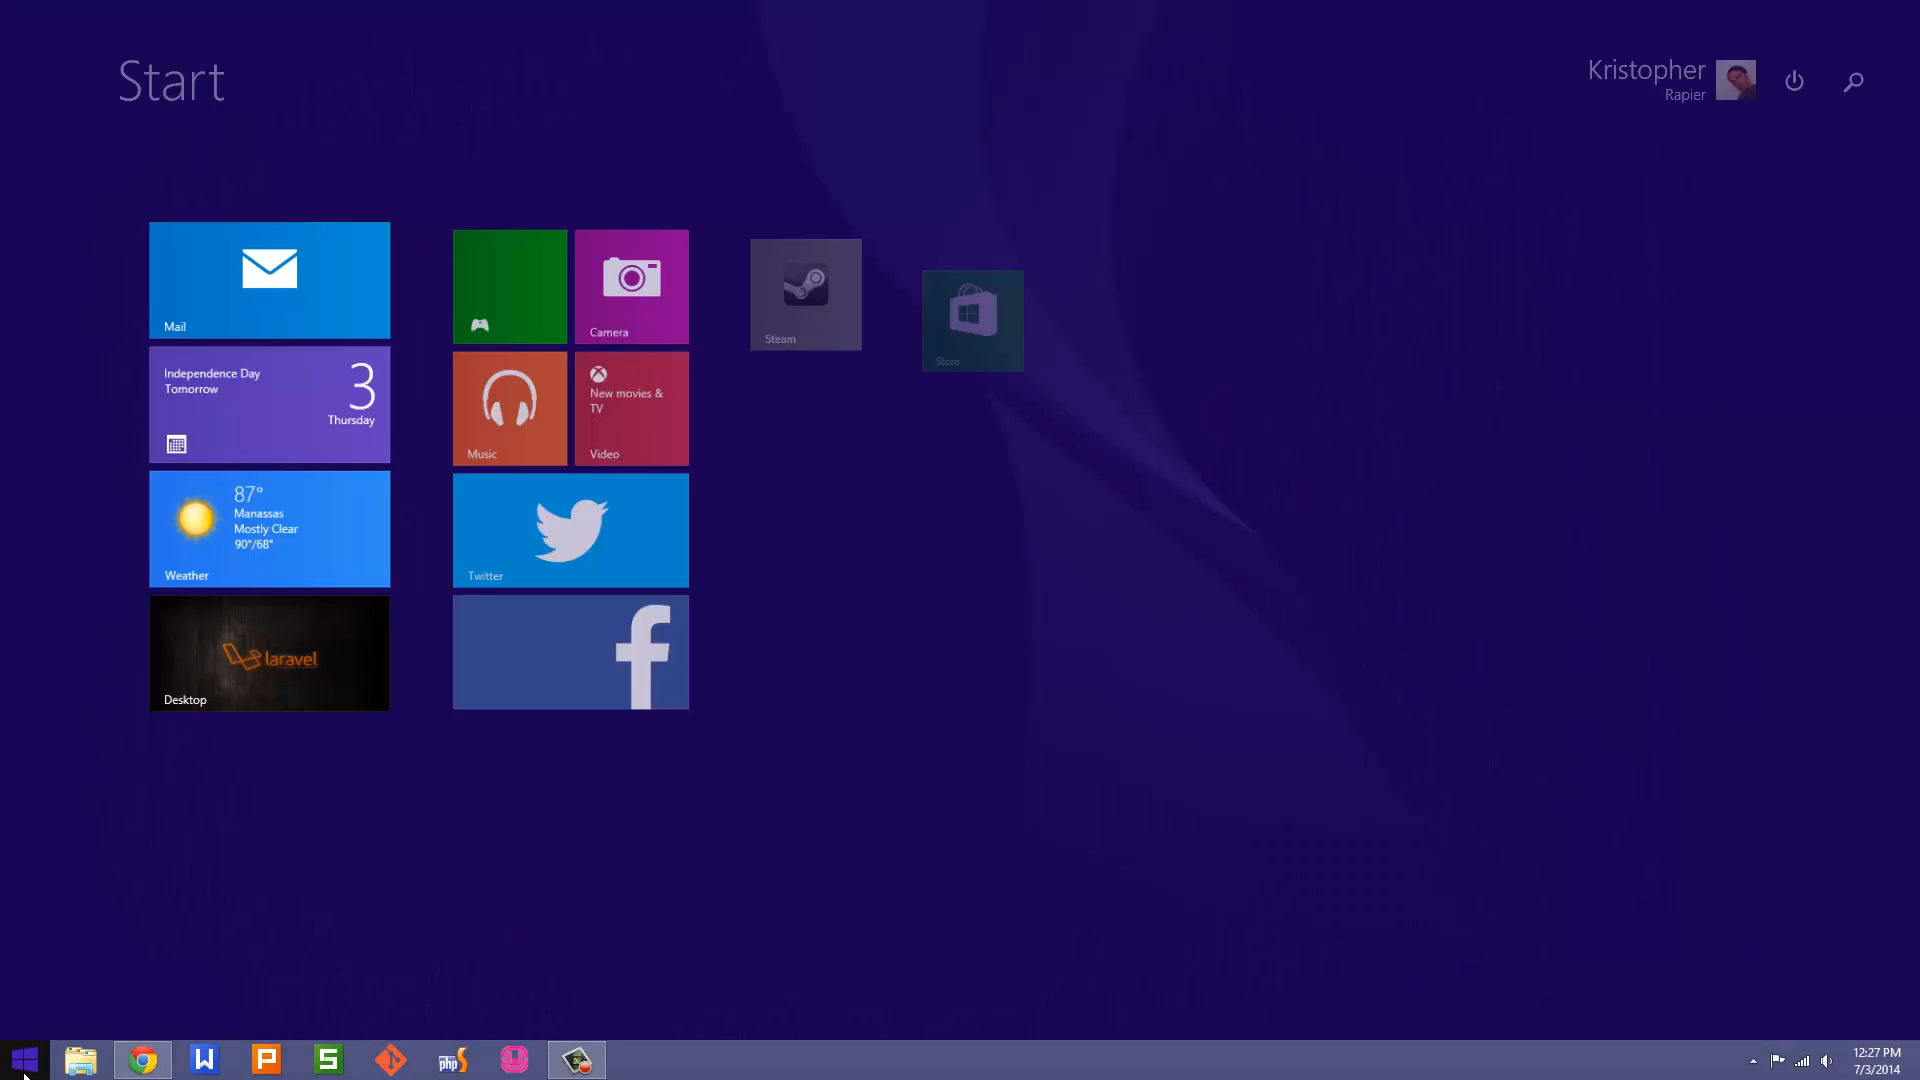 Start
Kristopher
Rapier
Mail
Independence Day
Tomorrow
3
Thursday
87°
Manassas
Mostly Clear
90°/68°
Weather
laravel
Desktop
Camera
Music
New movies &
TV
Video
Twitter
f
Steam
Store
W
P
S
php
12:27 PM
7/3/2014